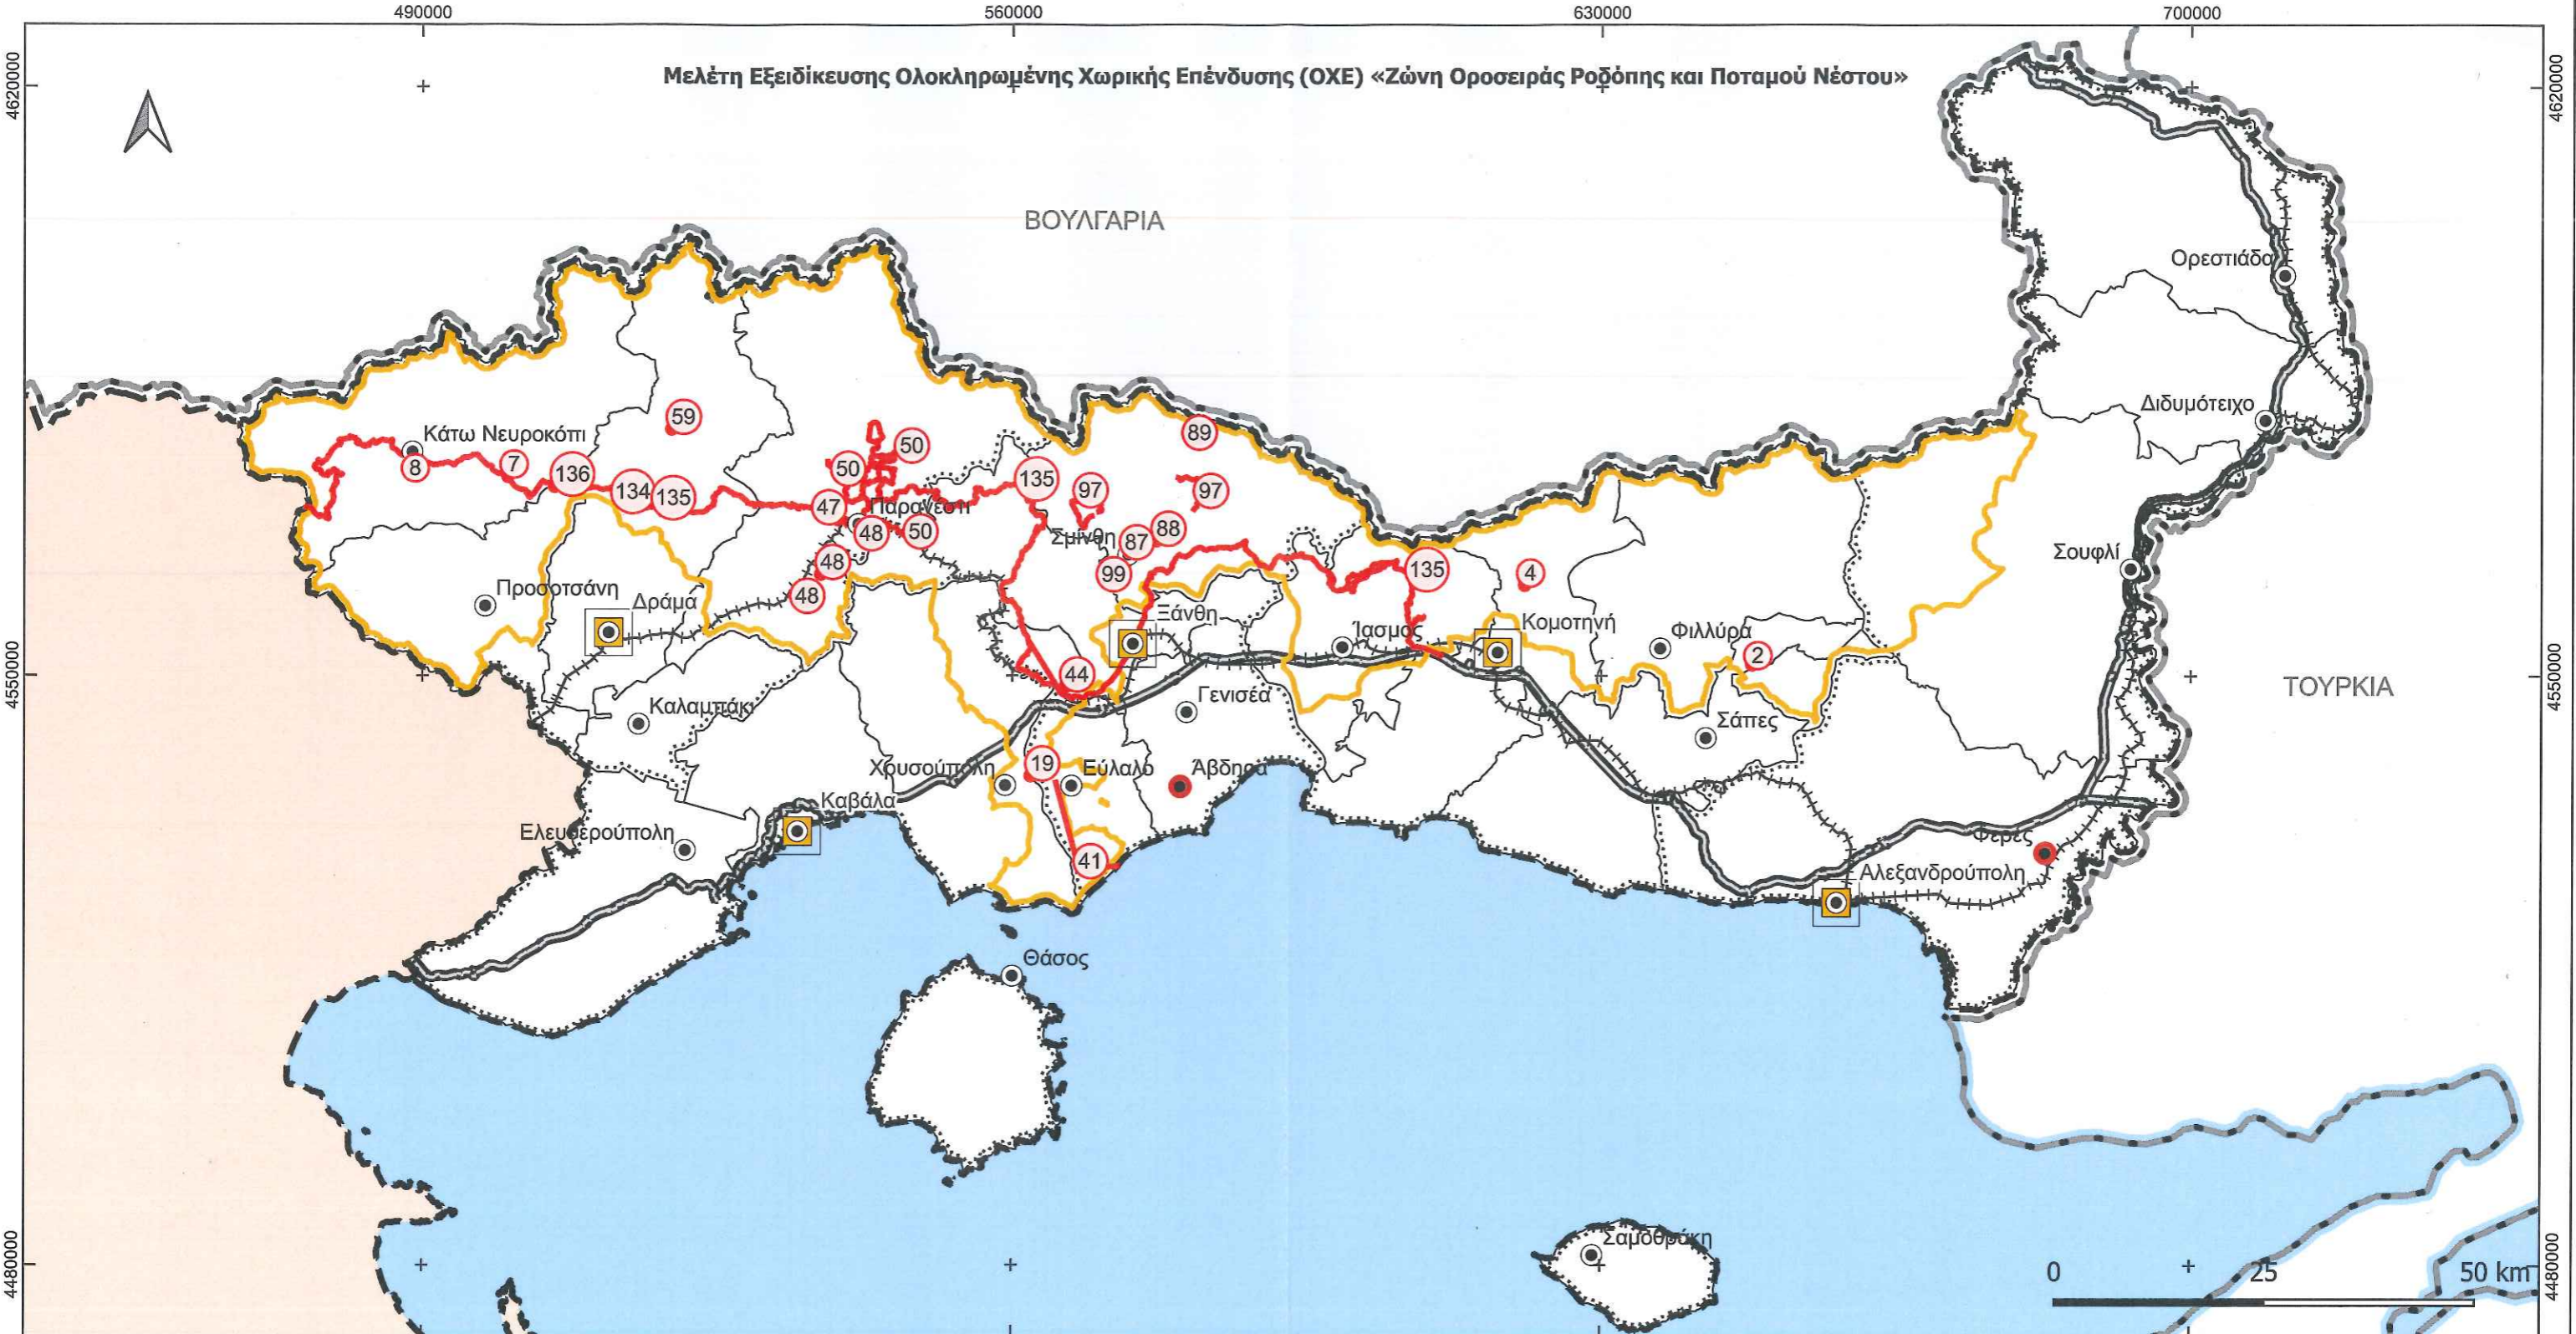 490000
560000
630000
700000
4620000
4620000
Μελέτη Εξειδίκευσης Ολοκληρωμένης Χωρικής Επένδυσης (ΟΧΕ) «Ζώνη Οροσειράς Ροδόπης και Ποταμού Νέστου»
ΒΟΥΛΓΑΡΙΑ
Ορεστιάδα
Διδυμότειχο
59
89
Κάτω Νευροκόπι
50
8
7
136
50
135
97
97
134
135
47
Παρανέστι
48
50
88
Σμίνθη
87
Σουφλί
48
99
135
4
48
Προσοτσάνη
Δράμα
Ξάνθη
Ίασμος
Κομοτηνή
Φιλλύρα
2
4550000
44
4550000
ΤΟΥΡΚΙΑ
Καλαμπάκι
Γενισέα
Σάπες
Χρυσούπολη
19
Εύλαλο
Άβδηρα
Καβάλα
Ελευθερούπολη
41
Φέρες
Αλεξανδρούπολη
Θάσος
Σαμοθράκη
4480000
4480000
0
25
50 km